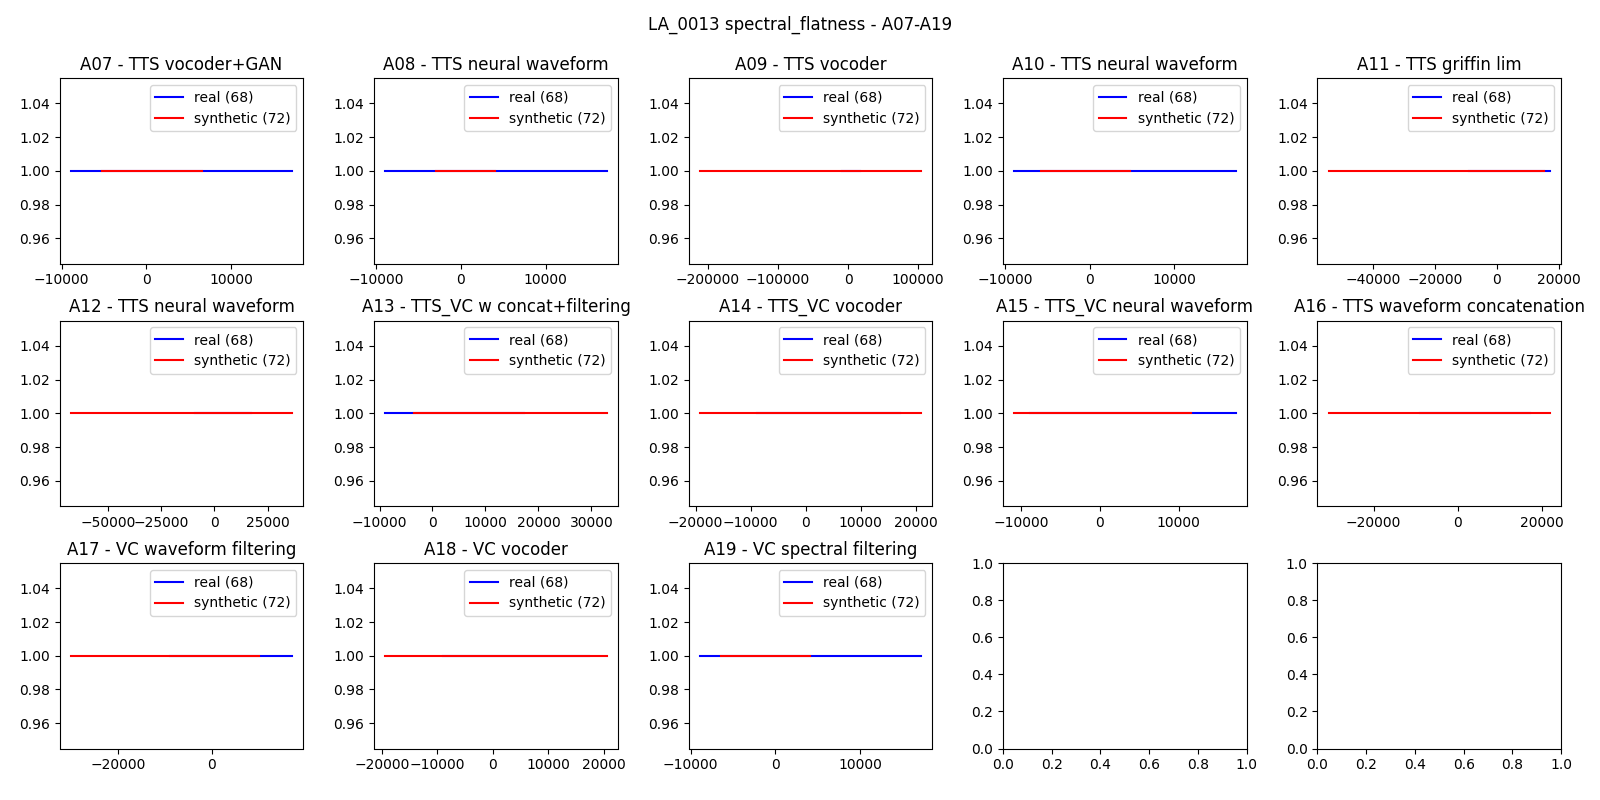 LA_0013 spectral_flatness - A07-A19
A07 - TTS vocoder+GAN
A08 - TTS neural waveform
A09 - TTS vocoder
A10 - TTS neural waveform
A11 - TTS griffin lim
1.04
1.02
1.00
0.98
0.96
real (68)
synthetic (72)
−10000 0 10000
1.04
1.02
1.00
0.98
0.96
real (68)
synthetic (72)
−10000 0 10000
1.04
1.02
1.00
0.98
0.96
real (68)
synthetic (72)
−200000 −100000 0 100000
1.04
1.02
1.00
0.98
0.96
real (68)
synthetic (72)
−10000 0 10000
1.04
1.02
1.00
0.98
0.96
real (68)
synthetic (72)
−40000 −20000 0 20000
A12 - TTS neural waveform
A13 - TTS_VC w concat+filtering
A14 - TTS_VC vocoder
A15 - TTS_VC neural waveform
A16 - TTS waveform concatenation
1.04
1.02
1.00
0.98
0.96
real (68)
synthetic (72)
−50000 −25000 0 25000
1.04
1.02
1.00
0.98
0.96
real (68)
synthetic (72)
−10000 0 10000 20000 30000
1.04
1.02
1.00
0.98
0.96
real (68)
synthetic (72)
−20000 −10000 0 10000 20000
1.04
1.02
1.00
0.98
0.96
real (68)
synthetic (72)
−10000 0 10000
1.04
1.02
1.00
0.98
0.96
real (68)
synthetic (72)
−20000 0 20000
A17 - VC waveform filtering
A18 - VC vocoder
A19 - VC spectral filtering
1.04
1.02
1.00
0.98
0.96
real (68)
synthetic (72)
−20000 0
1.04
1.02
1.00
0.98
0.96
real (68)
synthetic (72)
−20000 −10000 0 10000 20000
1.04
1.02
1.00
0.98
0.96
real (68)
synthetic (72)
−10000 0 10000
1.0
0.8
0.6
0.4
0.2
0.0
0.0 0.2 0.4 0.6 0.8 1.0
1.0
0.8
0.6
0.4
0.2
0.0
0.0 0.2 0.4 0.6 0.8 1.0